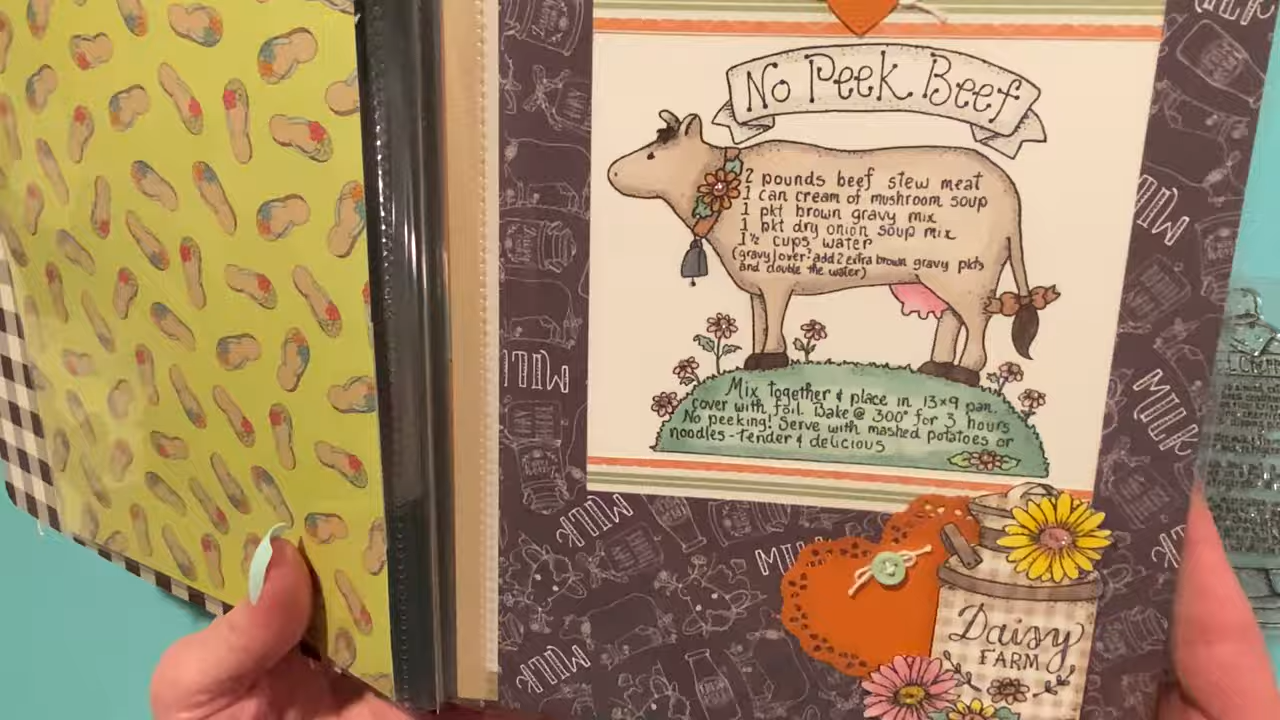 No Peek Beef
2 pounds beef stew meat
1 can cream of mushroom soup
1 pkt brown gravy mix
1 pkt dry onion soup mix
1½ cups water
(gravy lover? add 2 extra brown gravy pkts
and double the water)
Mix together & place in 13x9 pan.
cover with foil. Bake @ 300° for 3 hours
No peeking! Serve with mashed potatoes or
noodles-tender & delicious
MILK
MILK
MILK
MILK
MILK
MILK
Daisy
FARM